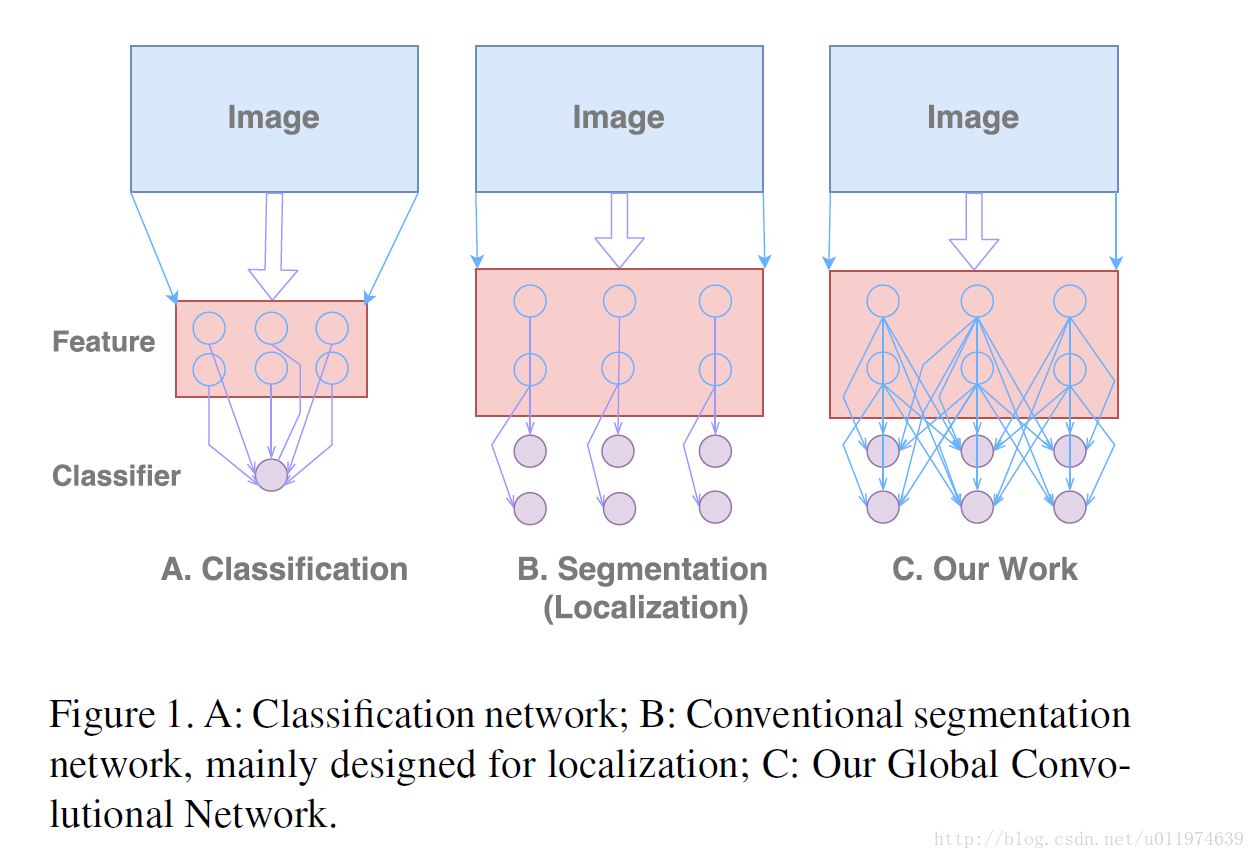 Image
Image
Image
Feature
Classifier
A. Classification
B. Segmentation
(Localization)
C. Our Work
Figure 1. A: Classification network; B: Conventional segmentation
network, mainly designed for localization; C: Our Global Convo-
lutional Network.
http://blog.csdn.net/u011974639